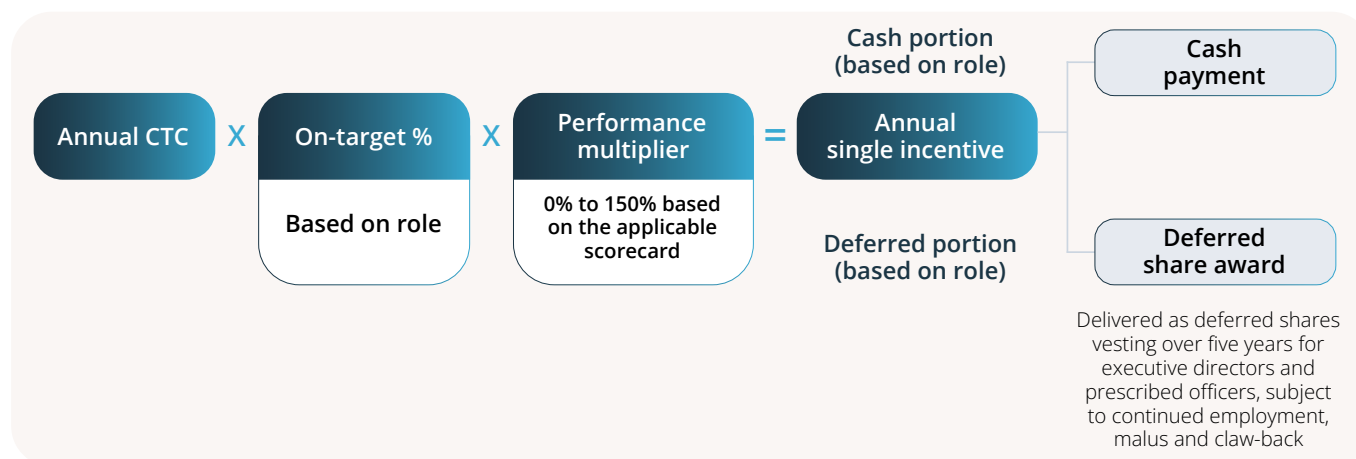 Annual CTC
X
On-target %
Based on role
X
Performance
multiplier
0% to 150% based
on the applicable
scorecard
=
Annual
single incentive
Cash portion
(based on role)
Cash
payment
Deferred portion
(based on role)
Deferred
share award
Delivered as deferred shares
vesting over five years for
executive directors and
prescribed officers, subject
to continued employment,
malus and claw-back